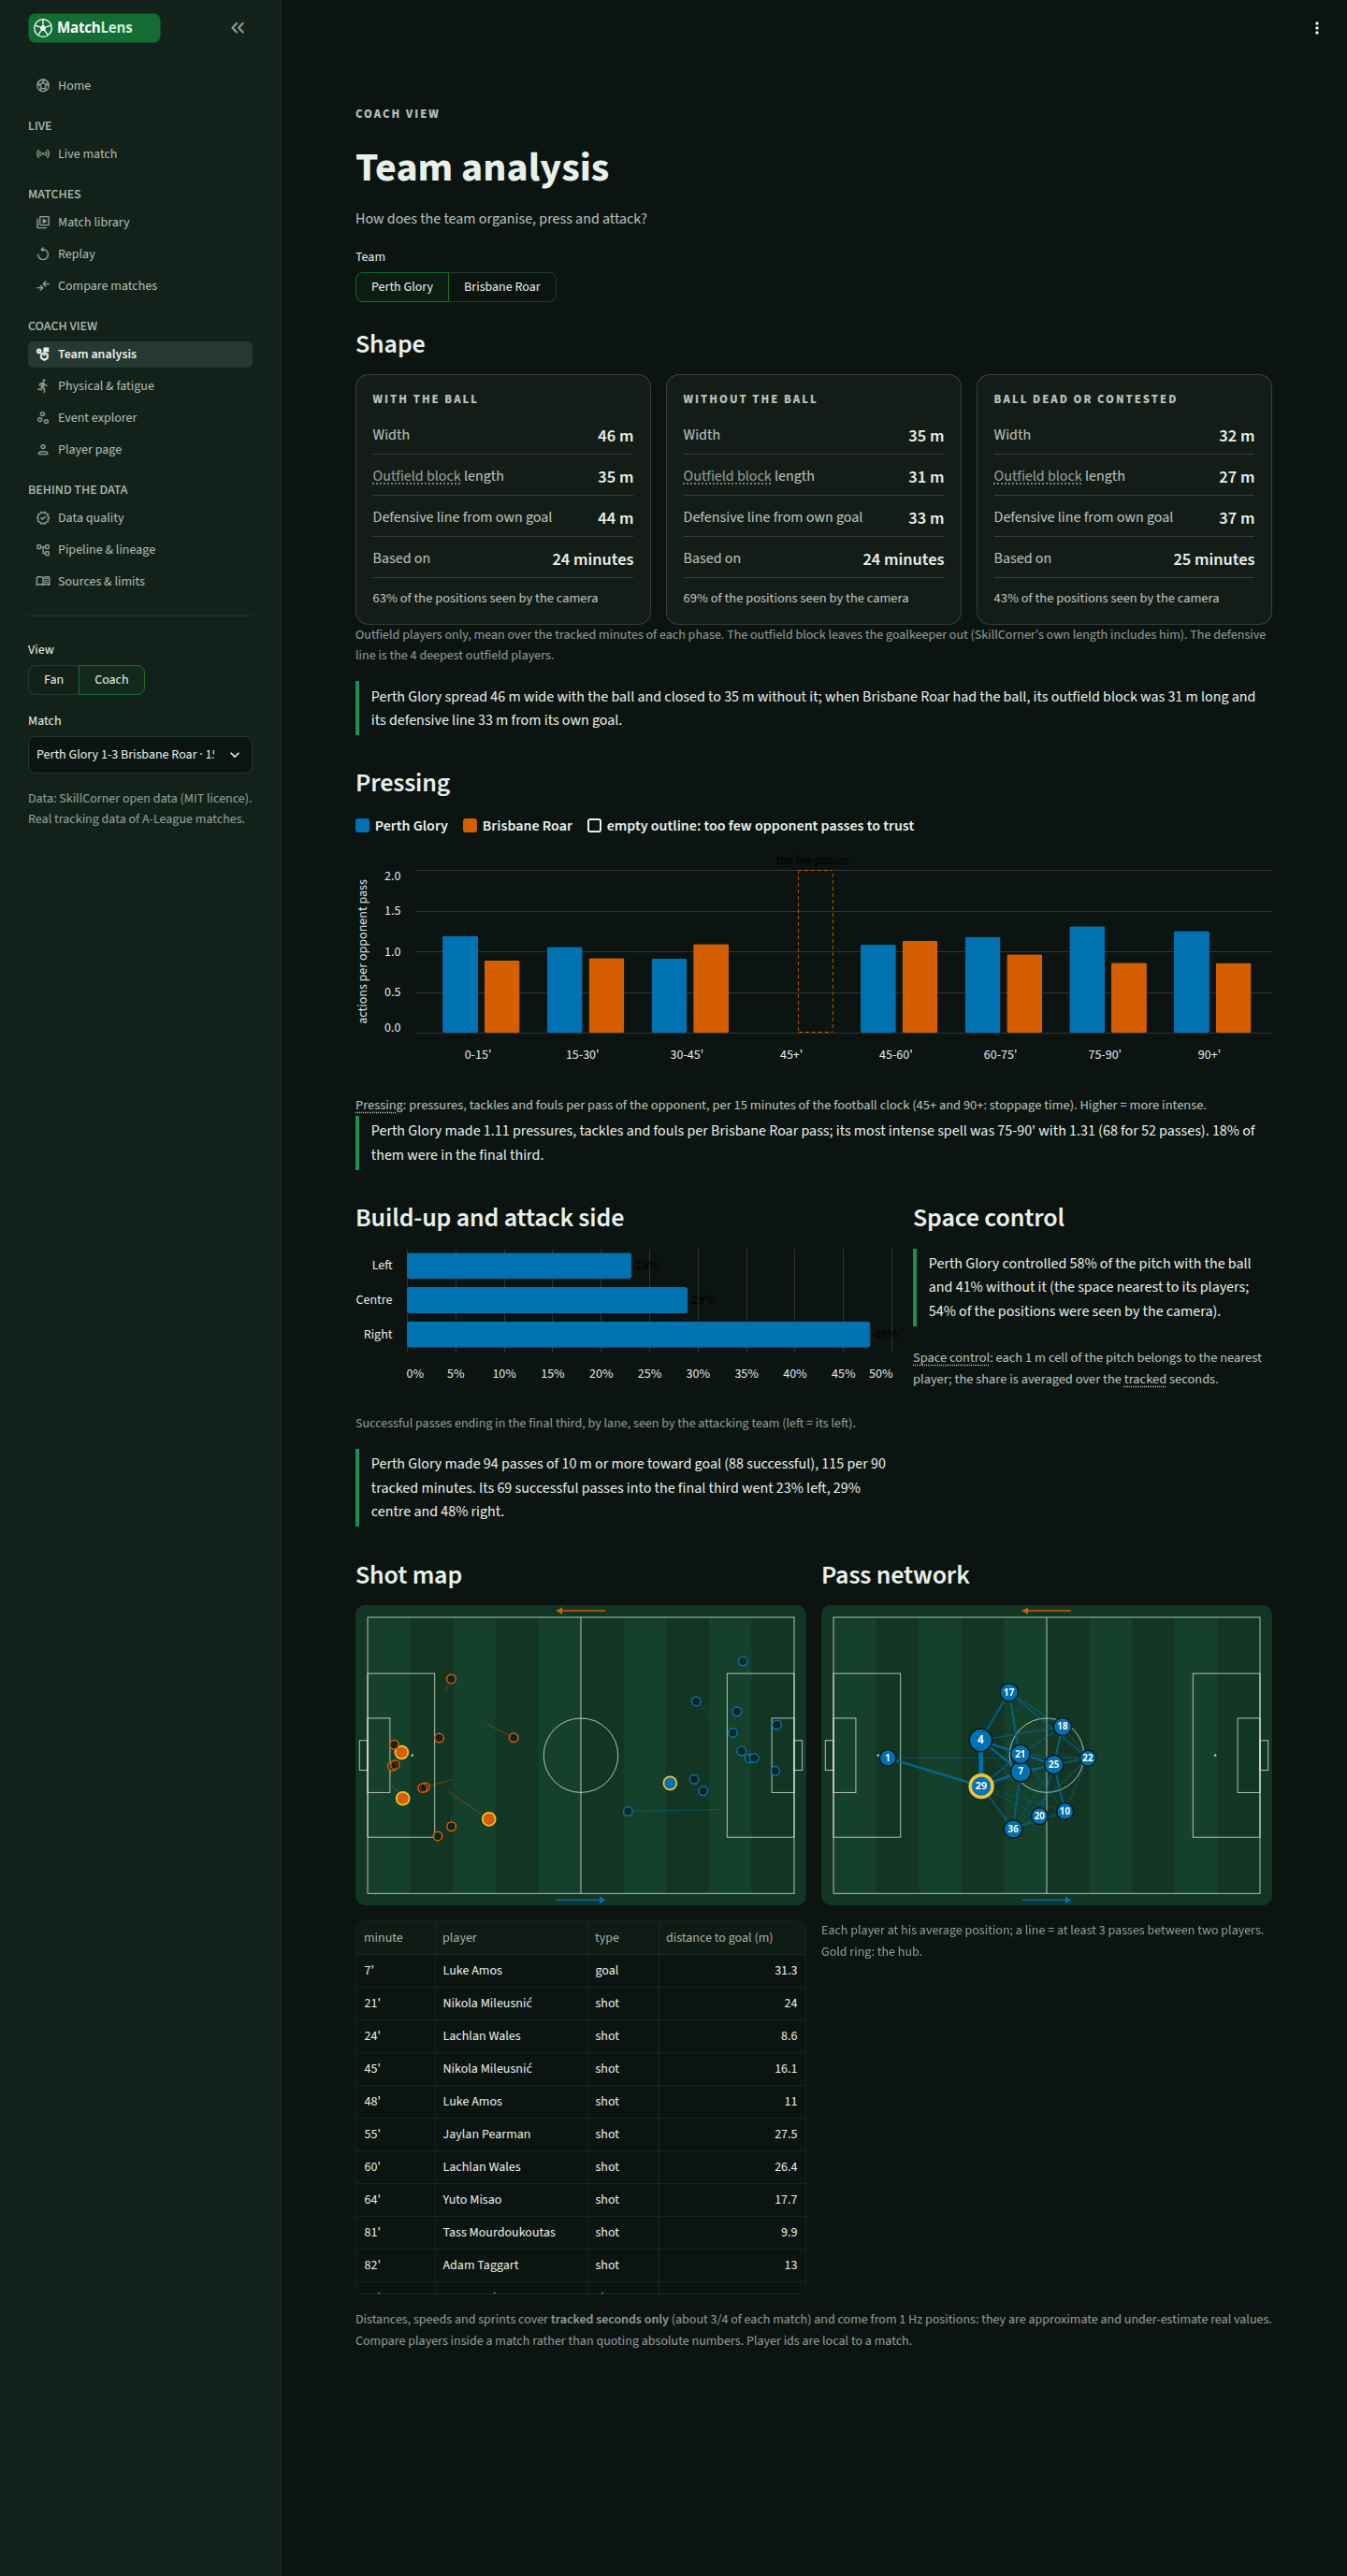 MatchLens
Home
LIVE
Live match
MATCHES
Match library
Replay
Compare matches
COACH VIEW
Team analysis
Physical & fatigue
Event explorer
Player page
BEHIND THE DATA
Data quality
Pipeline & lineage
Sources & limits
View
Fan
Coach
Match
Perth Glory 1-3 Brisbane Roar ·
Data: SkillCorner open data (MIT licence).
Real tracking data of A-League matches.
COACH VIEW
Team analysis
How does the team organise, press and attack?
Team
Perth Glory
Brisbane Roar
Shape
WITH THE BALL
Width 46 m
Outfield block length 35 m
Defensive line from own goal 44 m
Based on 24 minutes
63% of the positions seen by the camera
WITHOUT THE BALL
Width 35 m
Outfield block length 31 m
Defensive line from own goal 33 m
Based on 24 minutes
69% of the positions seen by the camera
BALL DEAD OR CONTESTED
Width 32 m
Outfield block length 27 m
Defensive line from own goal 37 m
Based on 25 minutes
43% of the positions seen by the camera
Outfield players only, mean over the tracked minutes of each phase. The outfield block leaves the goalkeeper out (SkillCorner's own length includes him). The defensive
line is the 4 deepest outfield players.
Perth Glory spread 46 m wide with the ball and closed to 35 m without it; when Brisbane Roar had the ball, its outfield block was 31 m long and
its defensive line 33 m from its own goal.
Pressing
Perth Glory
Brisbane Roar
empty outline: too few opponent passes to trust
too few passes
actions per opponent pass
2.0
1.5
1.0
0.5
0.0
0-15' 15-30' 30-45' 45+' 45-60' 60-75' 75-90' 90+'
Pressing: pressures, tackles and fouls per pass of the opponent, per 15 minutes of the football clock (45+ and 90+: stoppage time). Higher = more intense.
Perth Glory made 1.11 pressures, tackles and fouls per Brisbane Roar pass; its most intense spell was 75-90' with 1.31 (68 for 52 passes). 18% of
them were in the final third.
Build-up and attack side
Left 23%
Centre 29%
Right 48%
0% 5% 10% 15% 20% 25% 30% 35% 40% 45% 50%
Successful passes ending in the final third, by lane, seen by the attacking team (left = its left).
Perth Glory made 94 passes of 10 m or more toward goal (88 successful), 115 per 90
tracked minutes. Its 69 successful passes into the final third went 23% left, 29%
centre and 48% right.
Space control
Perth Glory controlled 58% of the pitch with the ball
and 41% without it (the space nearest to its players;
54% of the positions were seen by the camera).
Space control: each 1 m cell of the pitch belongs to the nearest
player; the share is averaged over the tracked seconds.
Shot map
minute player type distance to goal (m)
7' Luke Amos goal 31.3
21' Nikola Mileusnić shot 24
24' Lachlan Wales shot 8.6
45' Nikola Mileusnić shot 16.1
48' Luke Amos shot 11
55' Jaylan Pearman shot 27.5
60' Lachlan Wales shot 26.4
64' Yuto Misao shot 17.7
81' Tass Mourdoukoutas shot 9.9
82' Adam Taggart shot 13
Pass network
17
18
4
21
22
1
25
7
29
10
20
36
Each player at his average position; a line = at least 3 passes between two players.
Gold ring: the hub.
Distances, speeds and sprints cover tracked seconds only (about 3/4 of each match) and come from 1 Hz positions: they are approximate and under-estimate real values.
Compare players inside a match rather than quoting absolute numbers. Player ids are local to a match.